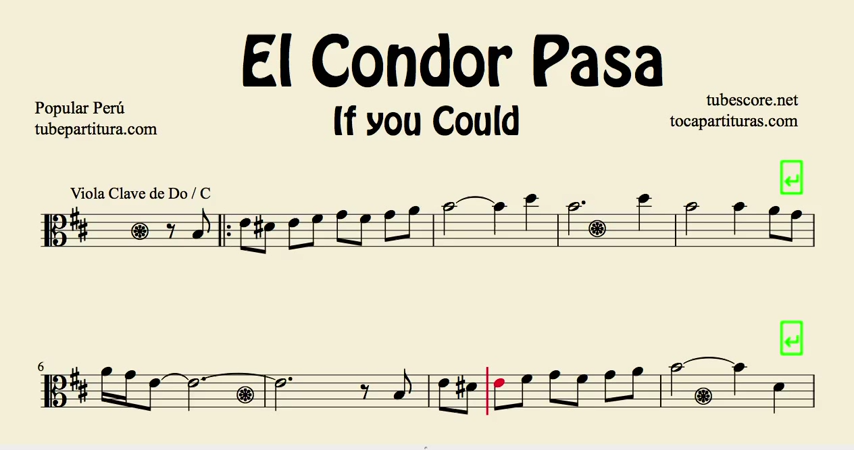 El Condor Pasa
If you Could
Popular Perú
tubepartitura.com
tubescore.net
tocapartituras.com
Viola Clave de Do / C
6